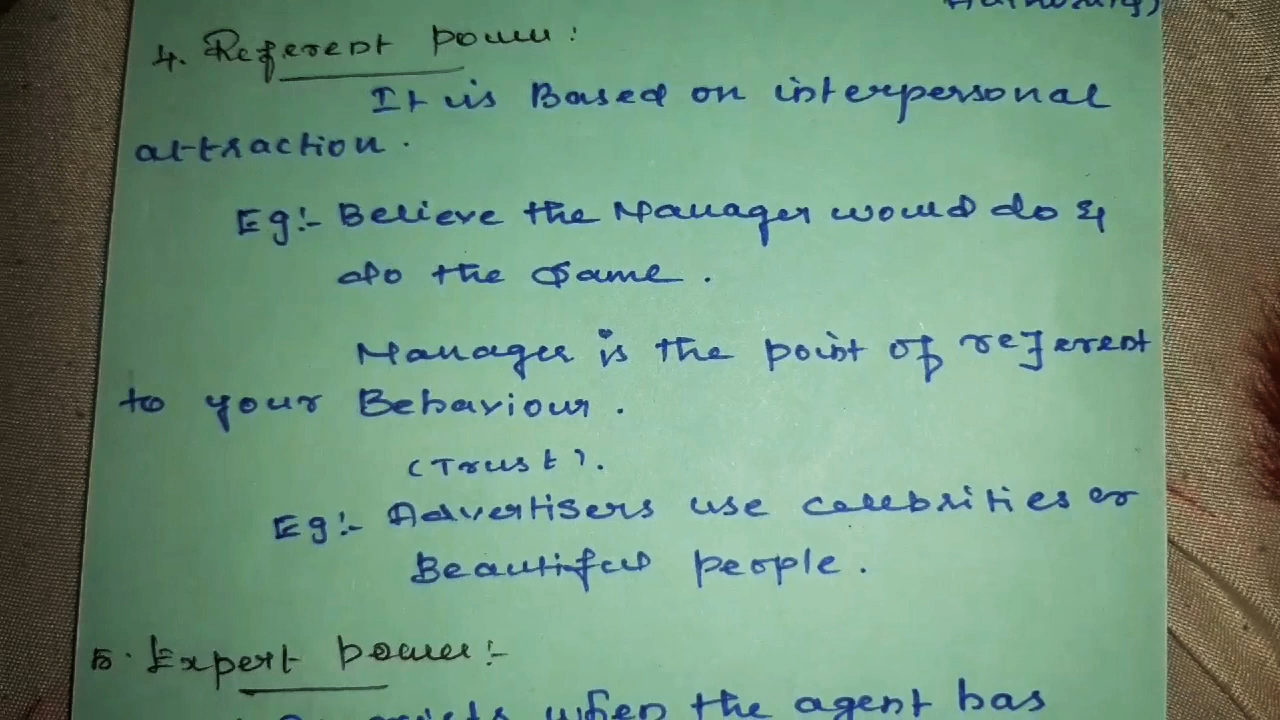 Authority)
4. Referent power :
It is Based on interpersonal
attraction.
Eg:- Believe the Manager would do &
do the same.
Manager is the point of referent
to your Behaviour.
(Trust).
Eg:- Advertisers use celebrities or
Beautiful people.
5. Expert power :-
exists when the agent has